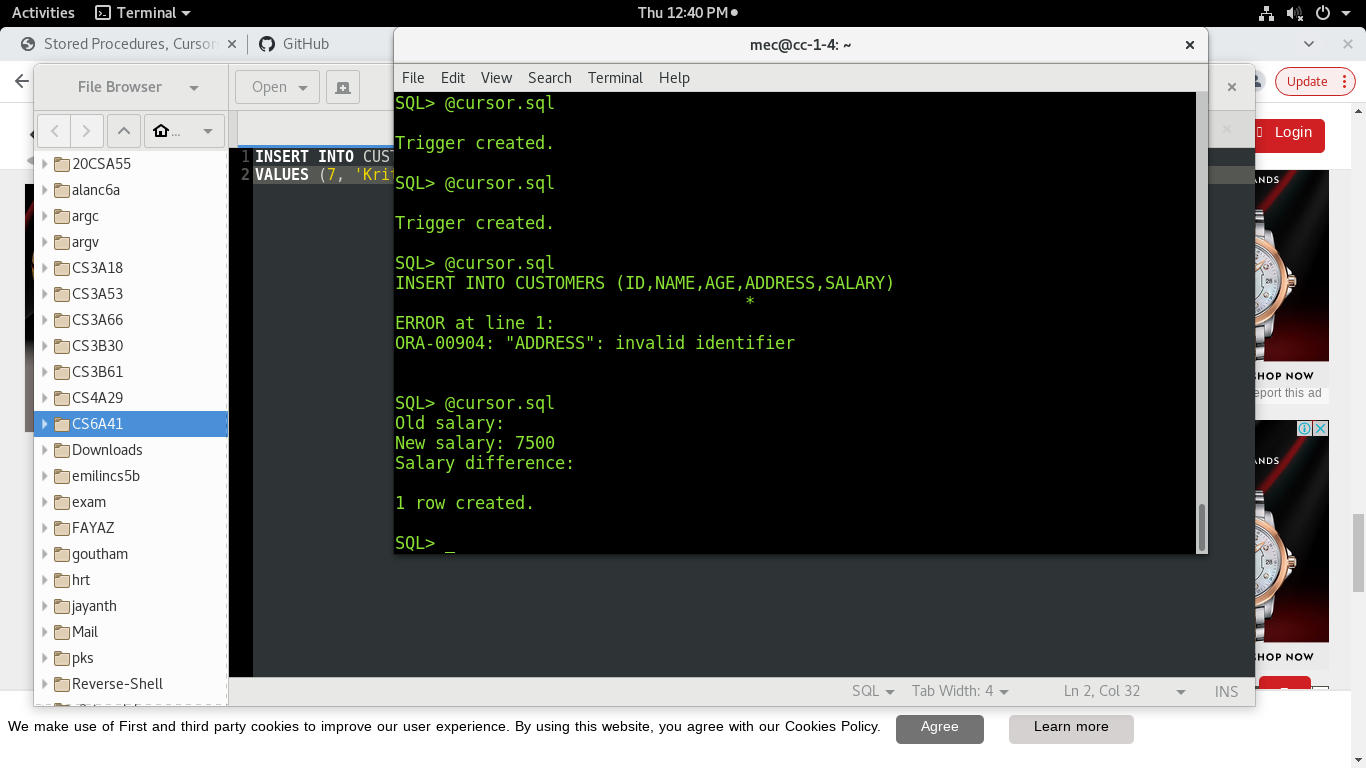 Activities Terminal Thu 12:40 PM
Stored Procedures, Curso GitHub
mec@cc-1-4: ~
File Browser Open Update
File Edit View Search Terminal Help
... Login
SQL> @cursor.sql
Trigger created.
SQL> @cursor.sql
Trigger created.
SQL> @cursor.sql
INSERT INTO CUSTOMERS (ID,NAME,AGE,ADDRESS,SALARY)
*
ERROR at line 1:
ORA-00904: "ADDRESS": invalid identifier
SQL> @cursor.sql
Old salary:
New salary: 7500
Salary difference:
1 row created.
SQL> _
1 INSERT INTO CUST
2 VALUES (7, 'Kri
20CSA55
alanc6a
argc
argv
CS3A18
CS3A53
CS3A66
CS3B30
CS3B61
CS4A29
CS6A41
Downloads
emilincs5b
exam
FAYAZ
goutham
hrt
jayanth
Mail
pks
Reverse-Shell
ANDS
28
SHOP NOW
eport this ad
ANDS
28
SHOP NOW
SQL Tab Width: 4 Ln 2, Col 32 INS
We make use of First and third party cookies to improve our user experience. By using this website, you agree with our Cookies Policy. Agree Learn more